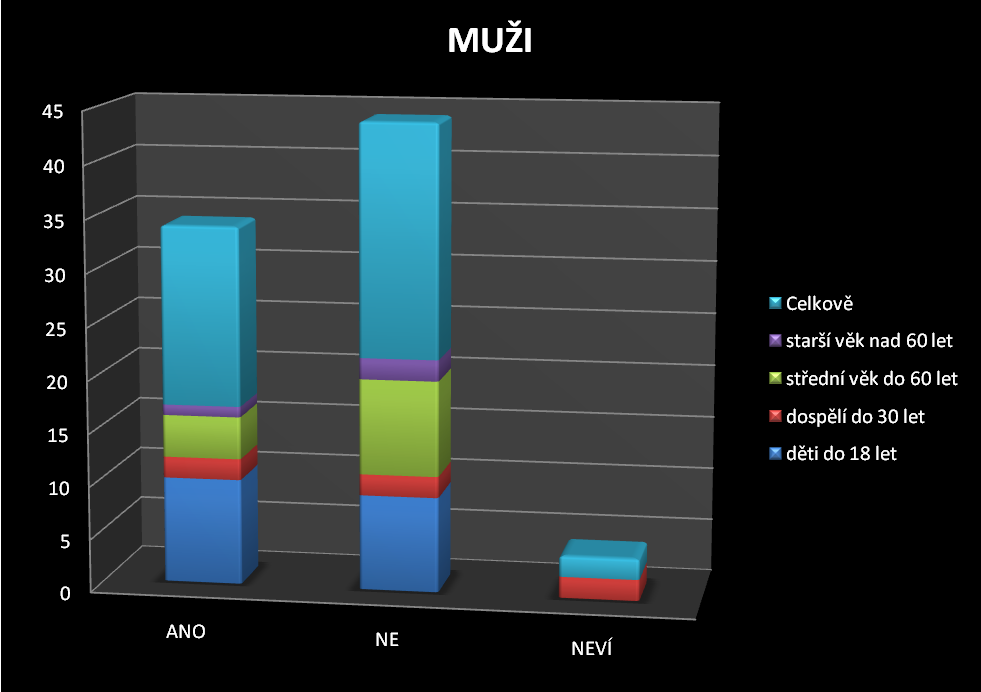 MUŽI
45
40
35
30
25
20
15
10
5
0
ANO
NE
NEVÍ
Celkově
starší věk nad 60 let
střední věk do 60 let
dospělí do 30 let
děti do 18 let